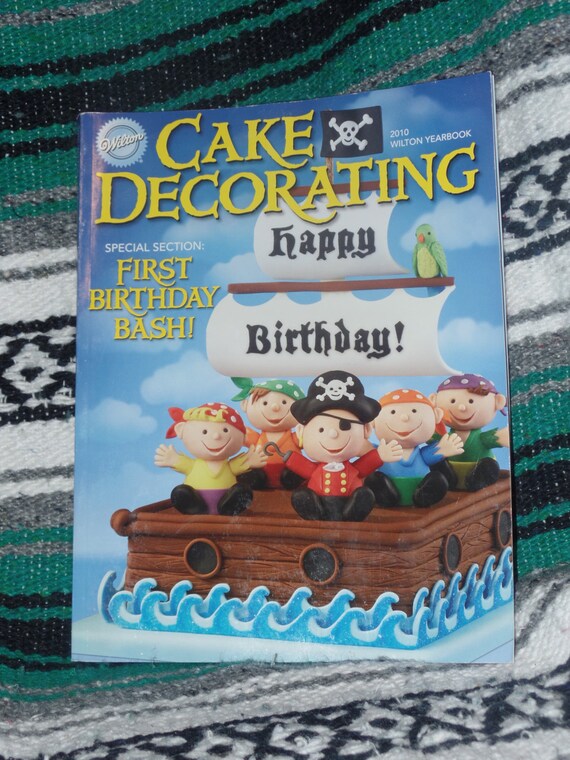 Wilton
CAKE
DECORATING
2010
WILTON YEARBOOK
SPECIAL SECTION:
FIRST
BIRTHDAY
BASH!
Happy
Birthday!